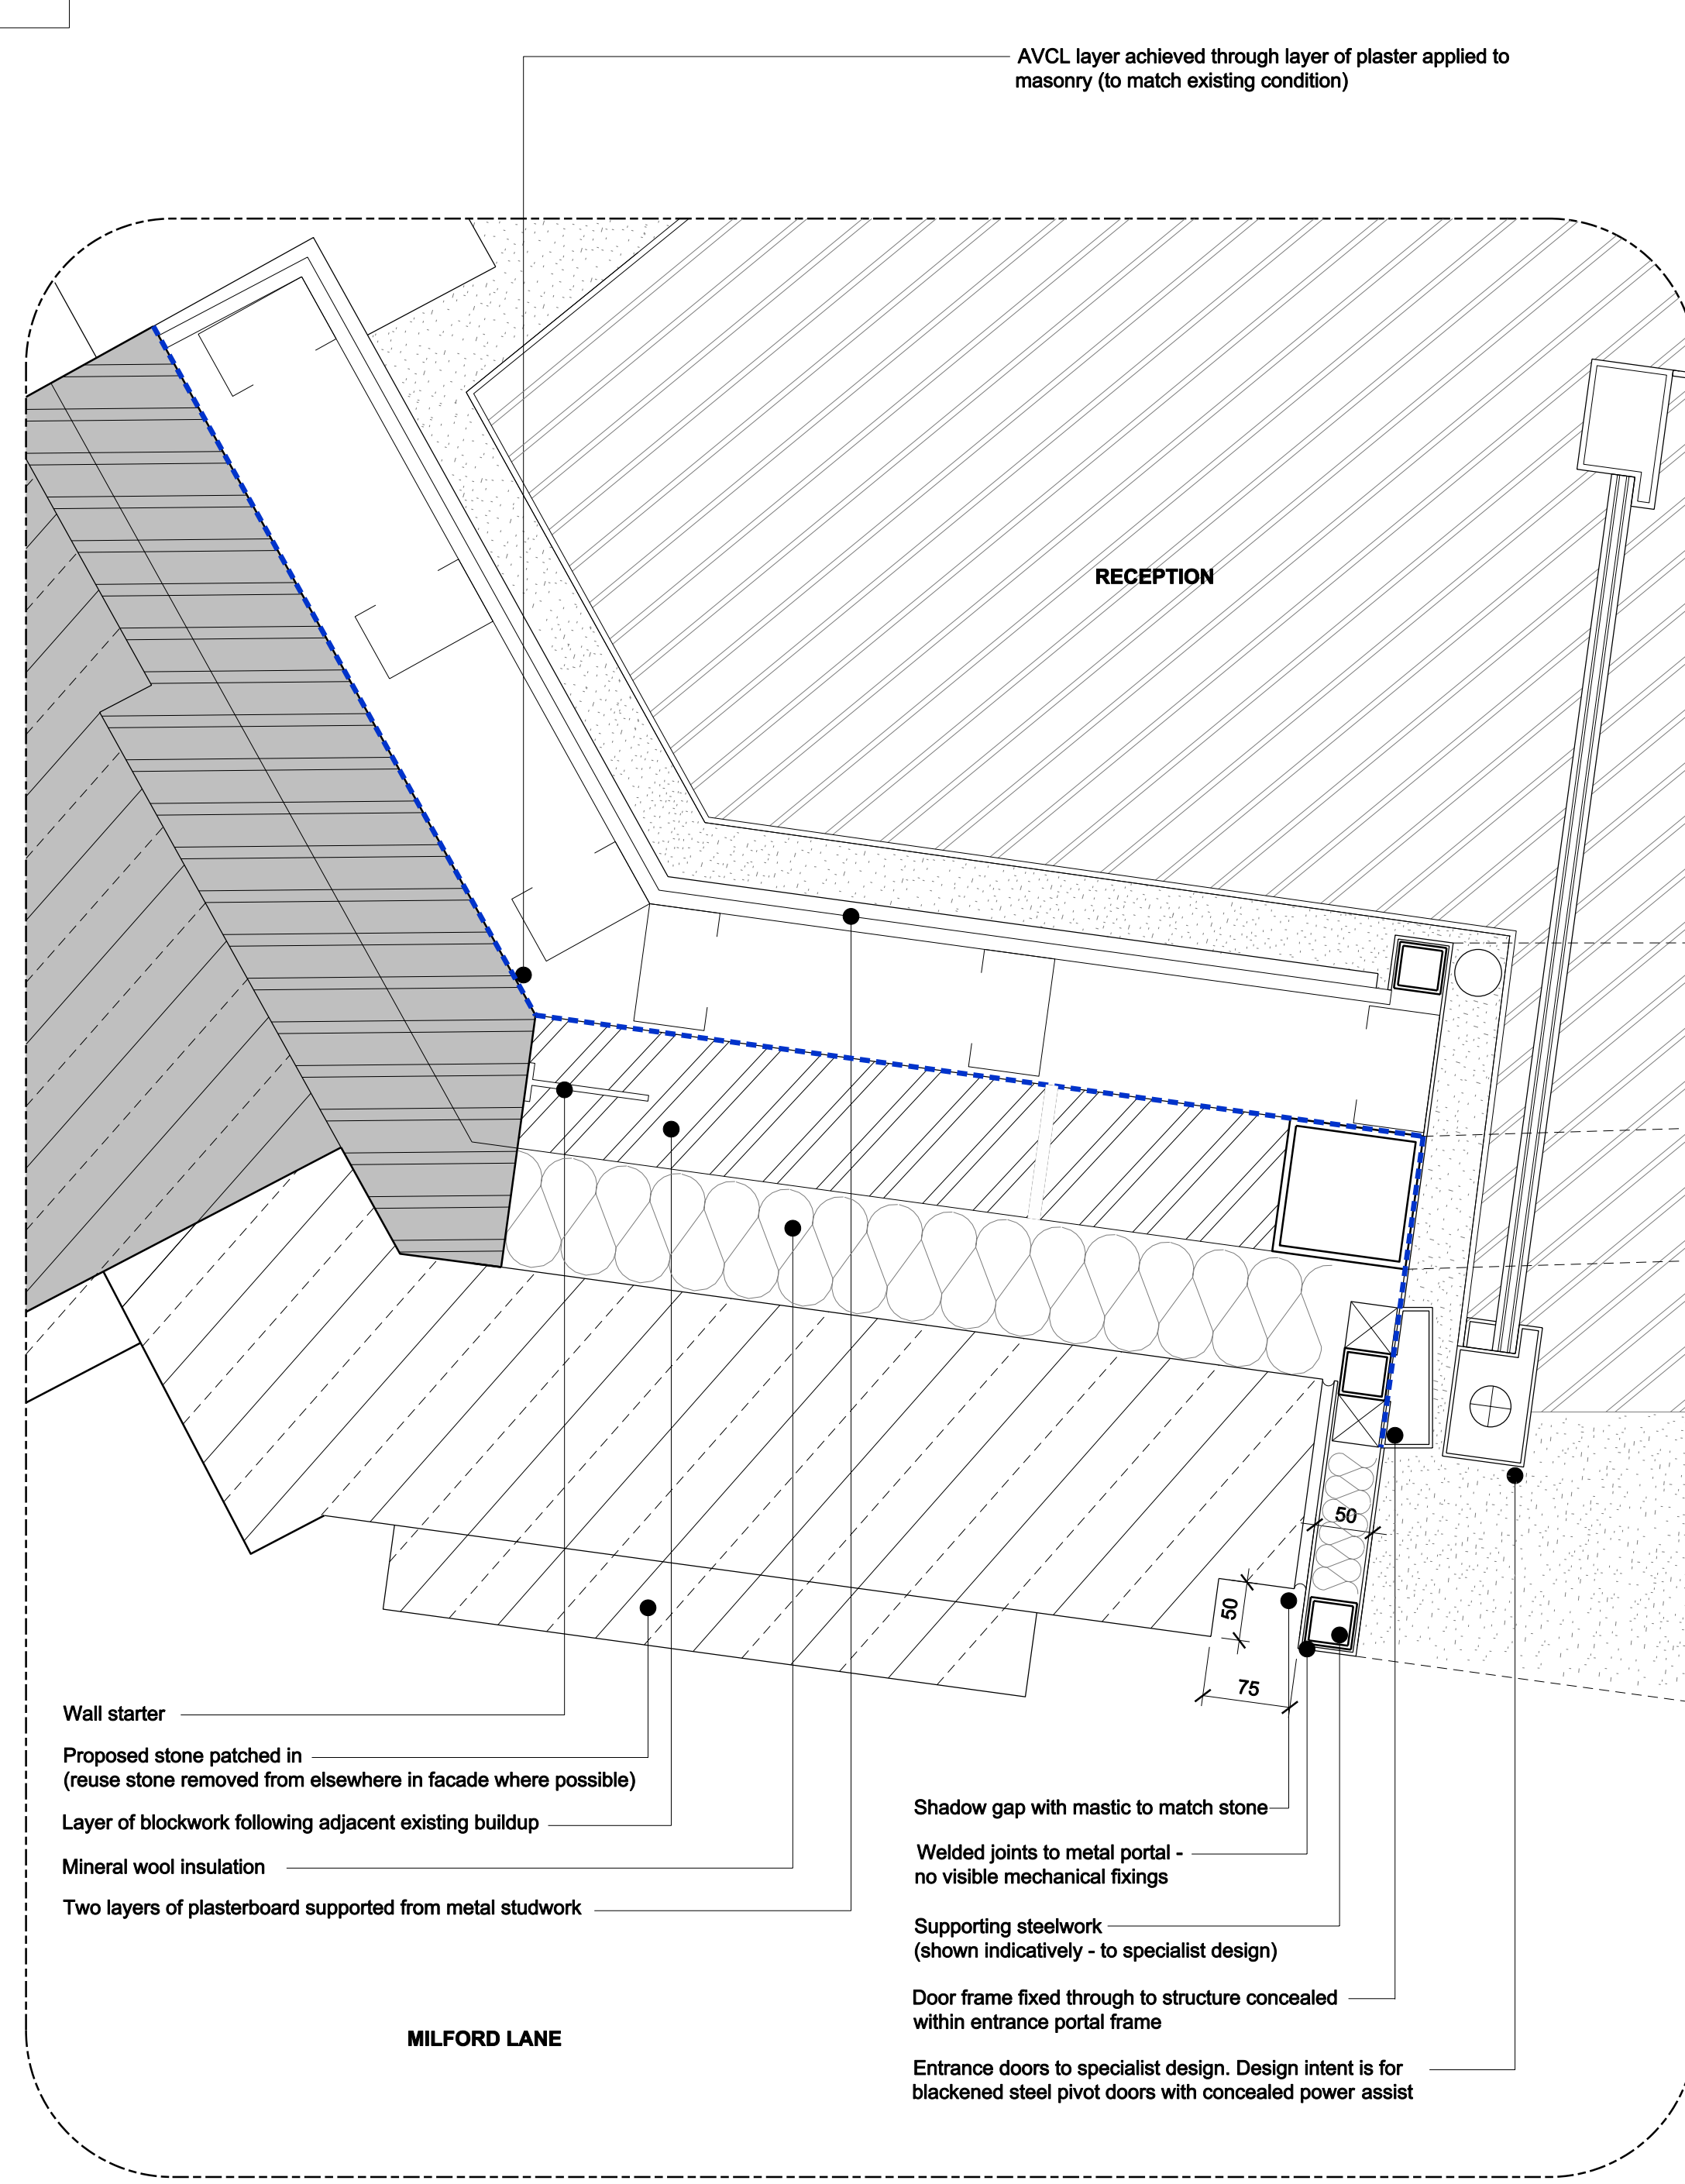 AVCL layer achieved through layer of plaster applied to
masonry (to match existing condition)
RECEPTION
50
50
75
Wall starter
Proposed stone patched in
(reuse stone removed from elsewhere in facade where possible)
Layer of blockwork following adjacent existing buildup
Mineral wool insulation
Two layers of plasterboard supported from metal studwork
Shadow gap with mastic to match stone
Welded joints to metal portal -
no visible mechanical fixings
Supporting steelwork
(shown indicatively - to specialist design)
Door frame fixed through to structure concealed
within entrance portal frame
Entrance doors to specialist design. Design intent is for
blackened steel pivot doors with concealed power assist
MILFORD LANE